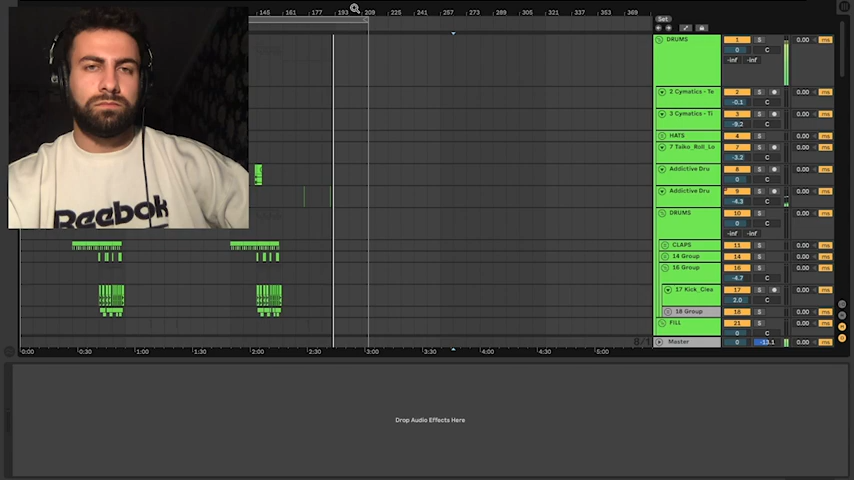 145 161 177 193 209 225 241 257 273 289 305 321 337 353 369
Set
DRUMS 1 S 0.00 ms
0 C
-inf -inf
2 Cymatics - Te 2 S 0.00 ms
-0.1 C
3 Cymatics - Ti 3 S 0.00 ms
-9.2 C
HATS 4 S 0.00 ms
7 Taiko_Roll_Lo 7 S 0.00 ms
-3.2 C
Addictive Dru 8 S 0.00 ms
0 C
Addictive Dru 9 S 0.00 ms
-4.3 C
Reebok
DRUMS 10 S 0.00 ms
0 C
-inf -inf
CLAPS 11 S 0.00 ms
14 Group 14 S 0.00 ms
16 Group 16 S 0.00 ms
-4.7 C
17 Kick_Ciao 17 S 0.00 ms
2.0 C
18 Group 18 S 0.00 ms
FILL 21 S 0.00 ms
0 C
8/1 Master 0 -13.1 0.00 ms
0:00 0:30 1:00 1:30 2:00 2:30 3:00 3:30 4:00 4:30 5:00
Drop Audio Effects Here